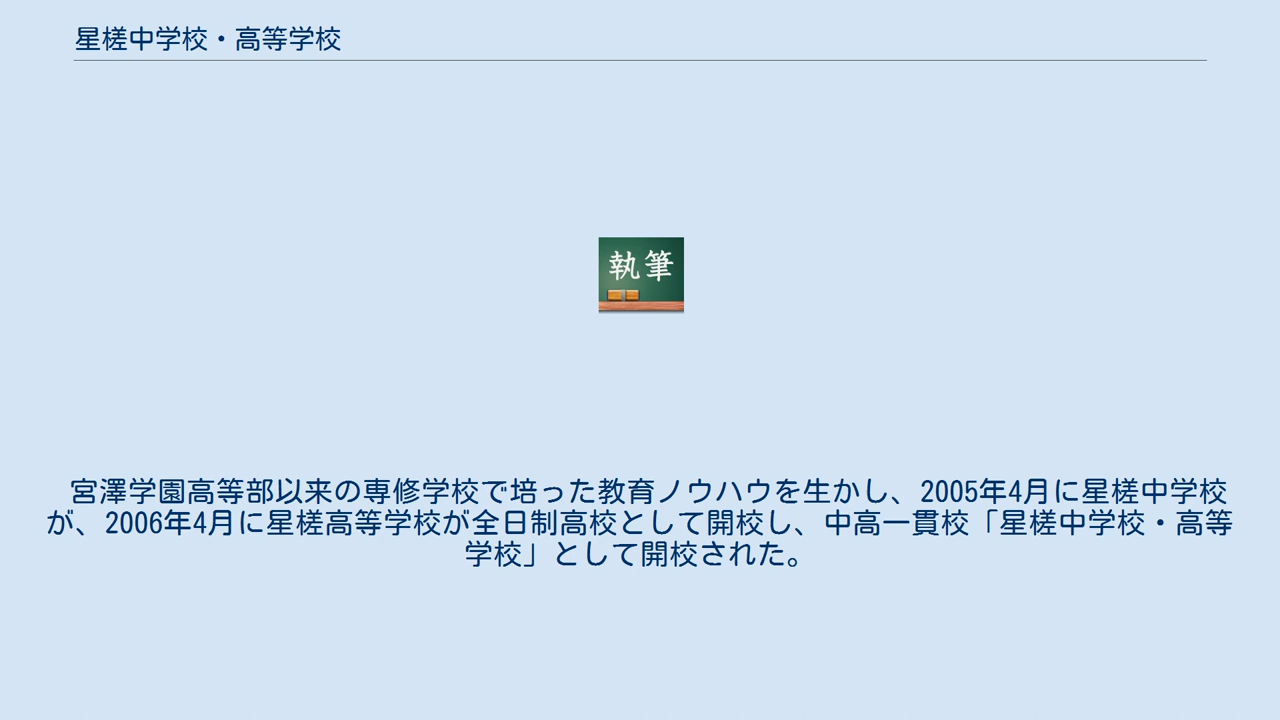 星槎中学校・高等学校
執筆
宮澤学園高等部以来の専修学校で培った教育ノウハウを生かし、2005年4月に星槎中学校
が、2006年4月に星槎高等学校が全日制高校として開校し、中高一貫校「星槎中学校・高等
学校」として開校された。